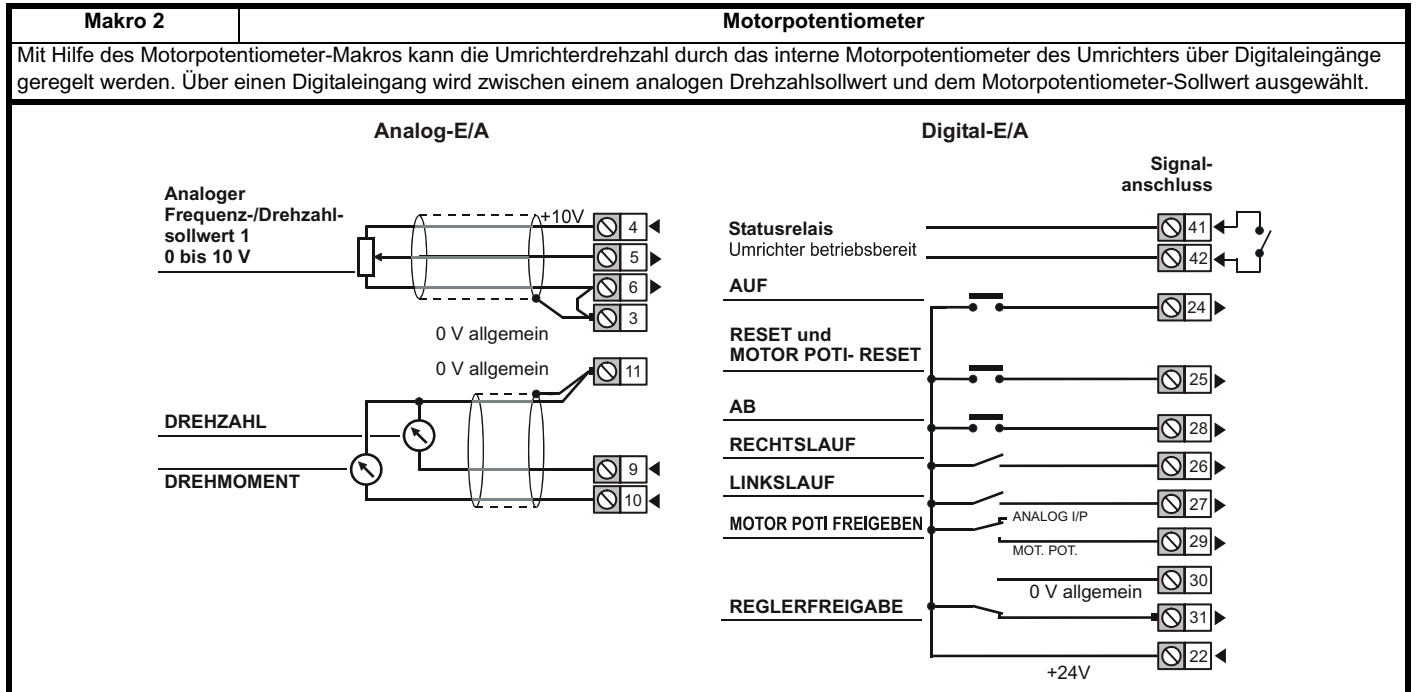 Makro 2
Motorpotentiometer
Mit Hilfe des Motorpotentiometer-Makros kann die Umrichterdrehzahl durch das interne Motorpotentiometer des Umrichters über Digitaleingänge
geregelt werden. Über einen Digitaleingang wird zwischen einem analogen Drehzahlsollwert und dem Motorpotentiometer-Sollwert ausgewählt.
Analog-E/A
Analoger
Frequenz-/Drehzahl-
sollwert 1
0 bis 10 V
+10V
4
5
6
3
0 V allgemein
0 V allgemein
11
DREHZAHL
DREHMOMENT
9
10
Digital-E/A
Signal-
anschluss
Statusrelais
Umrichter betriebsbereit
41
42
AUF
24
RESET und
MOTOR POTI- RESET
25
AB
28
RECHTSLAUF
26
LINKSLAUF
27
MOTOR POTI FREIGEBEN
ANALOG I/P
MOT. POT.
29
30
0 V allgemein
REGLERFREIGABE
31
22
+24V